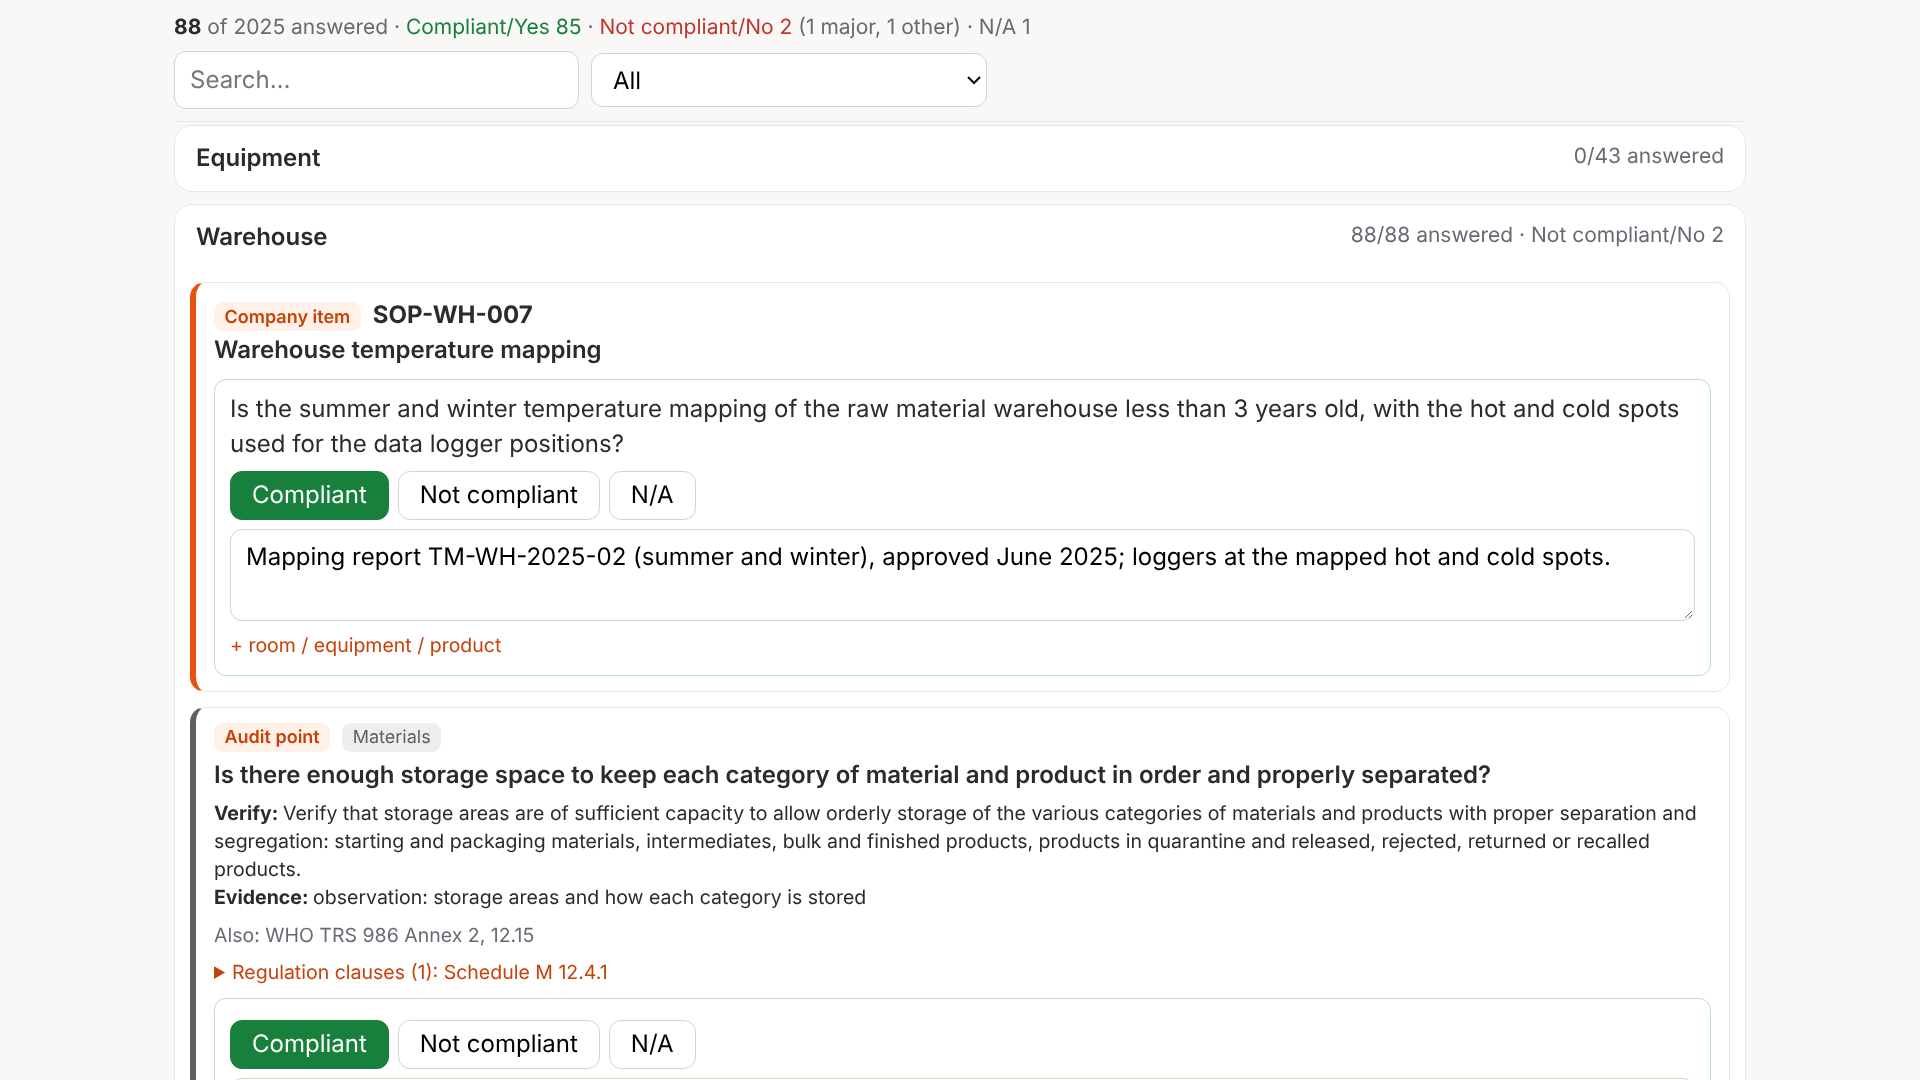 88 of 2025 answered · Compliant/Yes 85 · Not compliant/No 2 (1 major, 1 other) · N/A 1
Search...
All
Equipment
0/43 answered
Warehouse
88/88 answered · Not compliant/No 2
Company item SOP-WH-007
Warehouse temperature mapping
Is the summer and winter temperature mapping of the raw material warehouse less than 3 years old, with the hot and cold spots
used for the data logger positions?
Compliant Not compliant N/A
Mapping report TM-WH-2025-02 (summer and winter), approved June 2025; loggers at the mapped hot and cold spots.
+ room / equipment / product
Audit point Materials
Is there enough storage space to keep each category of material and product in order and properly separated?
Verify: Verify that storage areas are of sufficient capacity to allow orderly storage of the various categories of materials and products with proper separation and
segregation: starting and packaging materials, intermediates, bulk and finished products, products in quarantine and released, rejected, returned or recalled
products.
Evidence: observation: storage areas and how each category is stored
Also: WHO TRS 986 Annex 2, 12.15
▶ Regulation clauses (1): Schedule M 12.4.1
Compliant Not compliant N/A